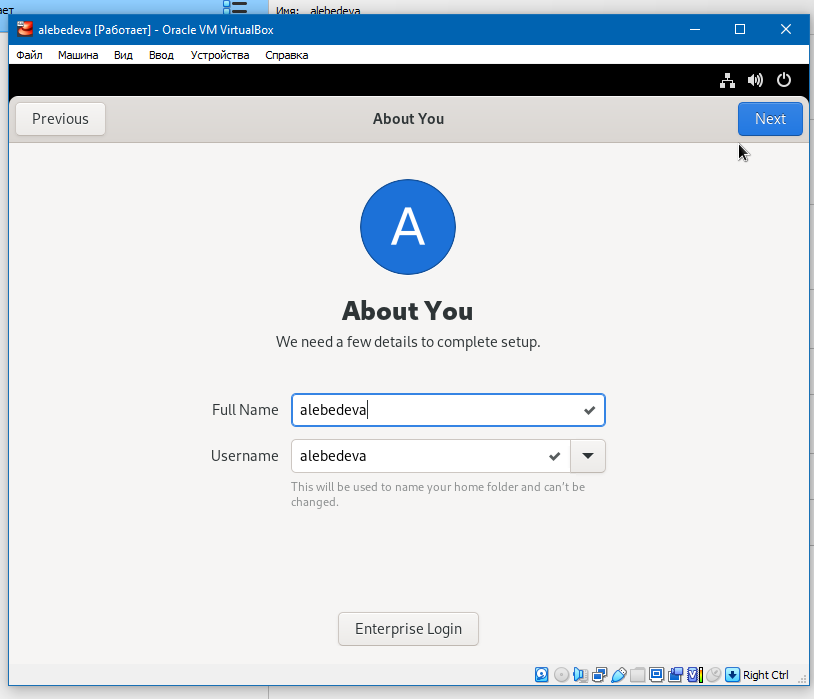 ает
Имя: alebedeva
alebedeva [Работает] - Oracle VM VirtualBox
Файл Машина Вид Ввод Устройства Справка
Previous About You Next
A
About You
We need a few details to complete setup.
Full Name alebedeva
Username alebedeva
This will be used to name your home folder and can't be
changed.
Enterprise Login
Right Ctrl